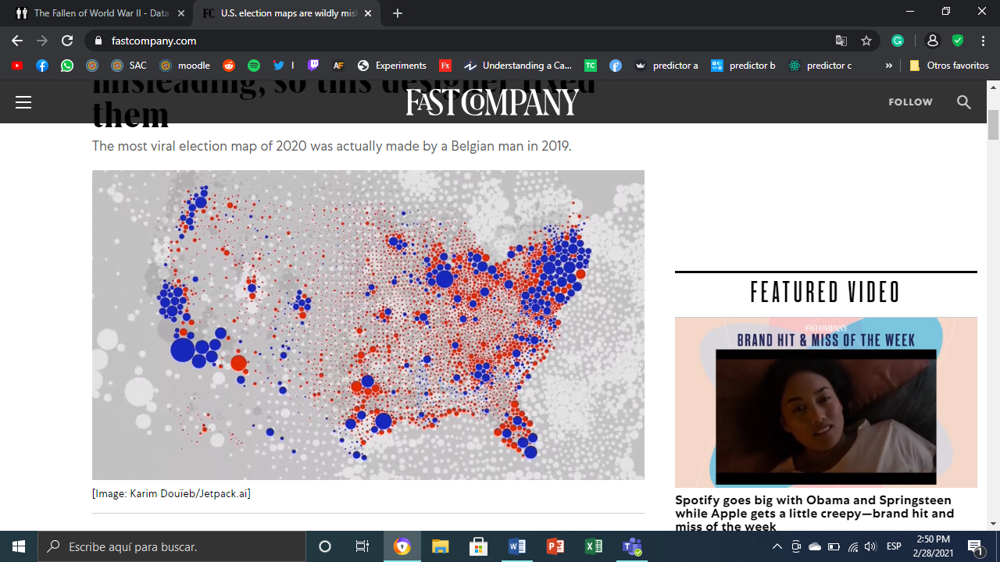 The Fallen of World War II - Data
U.S. election maps are wildly mis
fastcompany.com
SAC
moodle
I
AF
Experiments
Fx
Understanding a Ca...
TC
predictor a
predictor b
predictor c
»
Otros favoritos
misleading, so this designer fixed
them
FAST COMPANY
FOLLOW
The most viral election map of 2020 was actually made by a Belgian man in 2019.
[Image: Karim Douïeb/Jetpack.ai]
FEATURED VIDEO
FAST COMPANY
BRAND HIT & MISS OF THE WEEK
Spotify goes big with Obama and Springsteen
while Apple gets a little creepy—brand hit and
miss of the week
Escribe aquí para buscar.
ESP
2:50 PM
2/28/2021
1